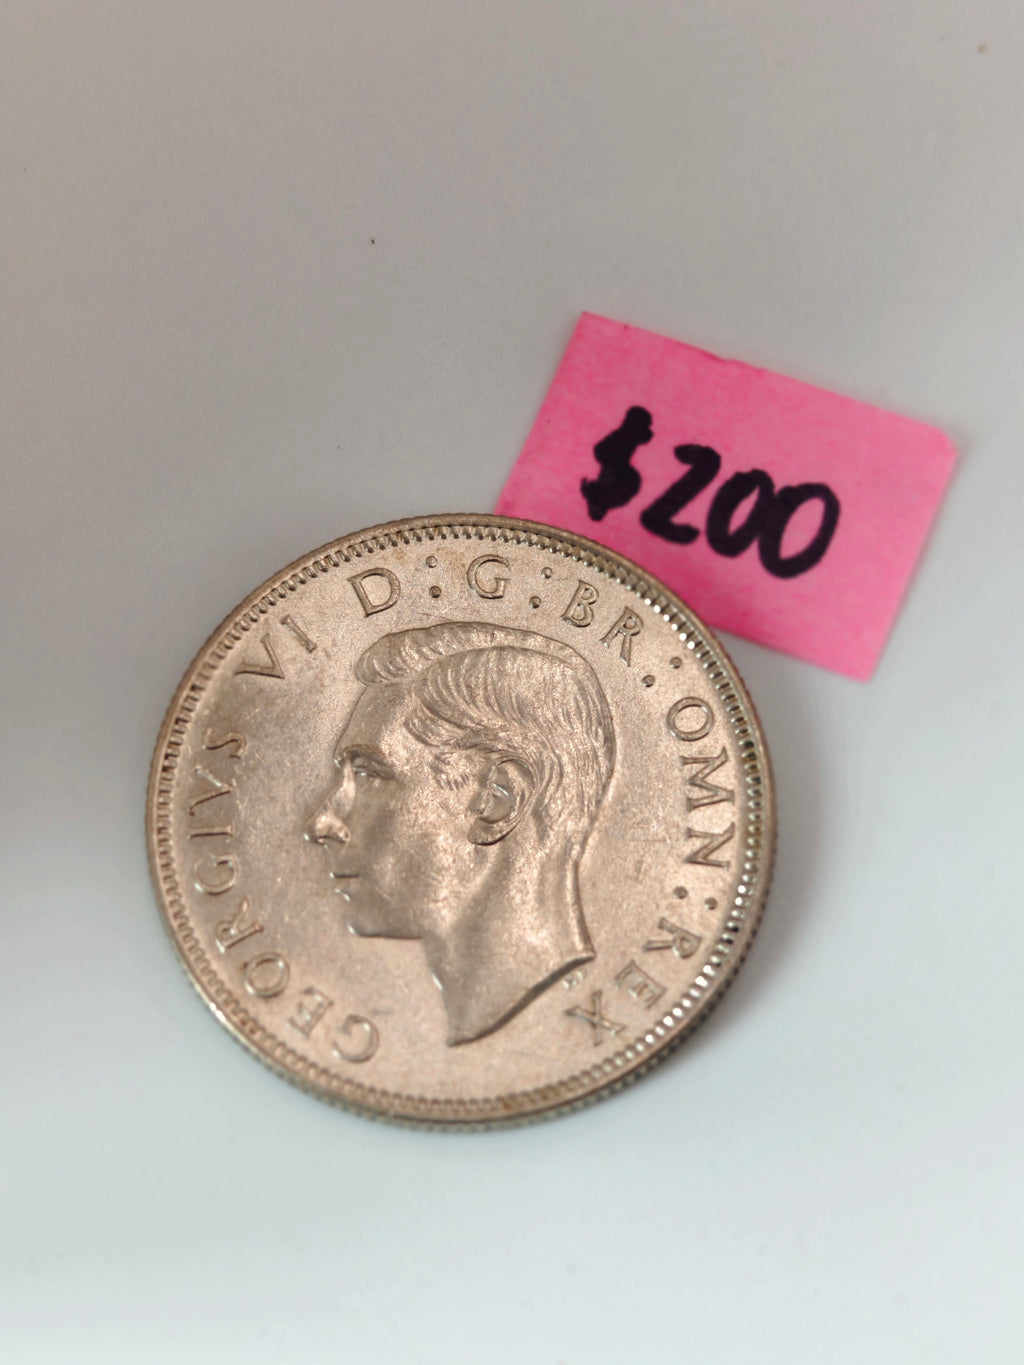 $200
GEORGIVS VI D:G:BR:OMN:REX